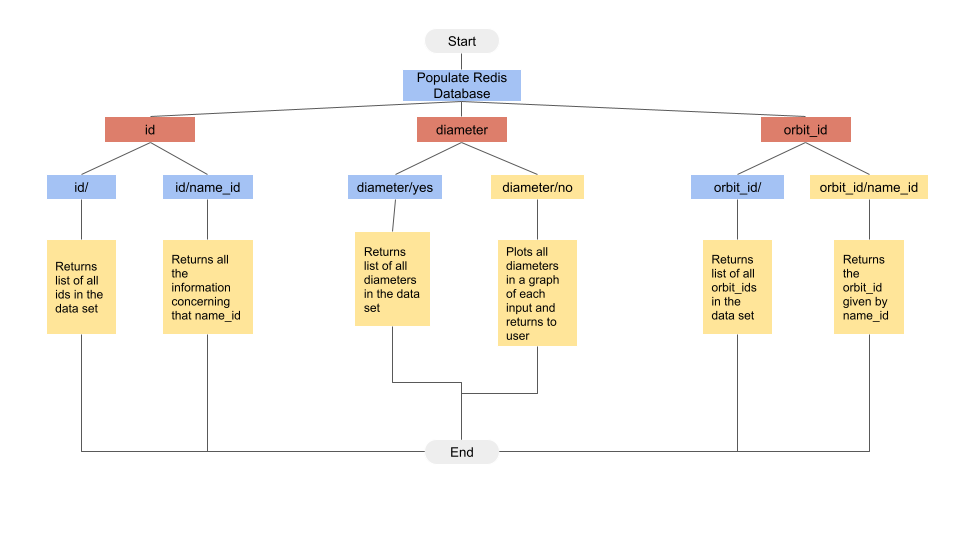 Start
Populate Redis
Database
id
diameter
orbit_id
id/
id/name_id
diameter/yes
diameter/no
orbit_id/
orbit_id/name_id
Returns
list of all
ids in the
data set
Returns all
the
information
concerning
that name_id
Returns
list of all
diameters
in the data
set
Plots all
diameters
in a graph
of each
input and
returns to
user
Returns
list of all
orbit_ids
in the
data set
Returns
the
orbit_id
given by
name_id
End